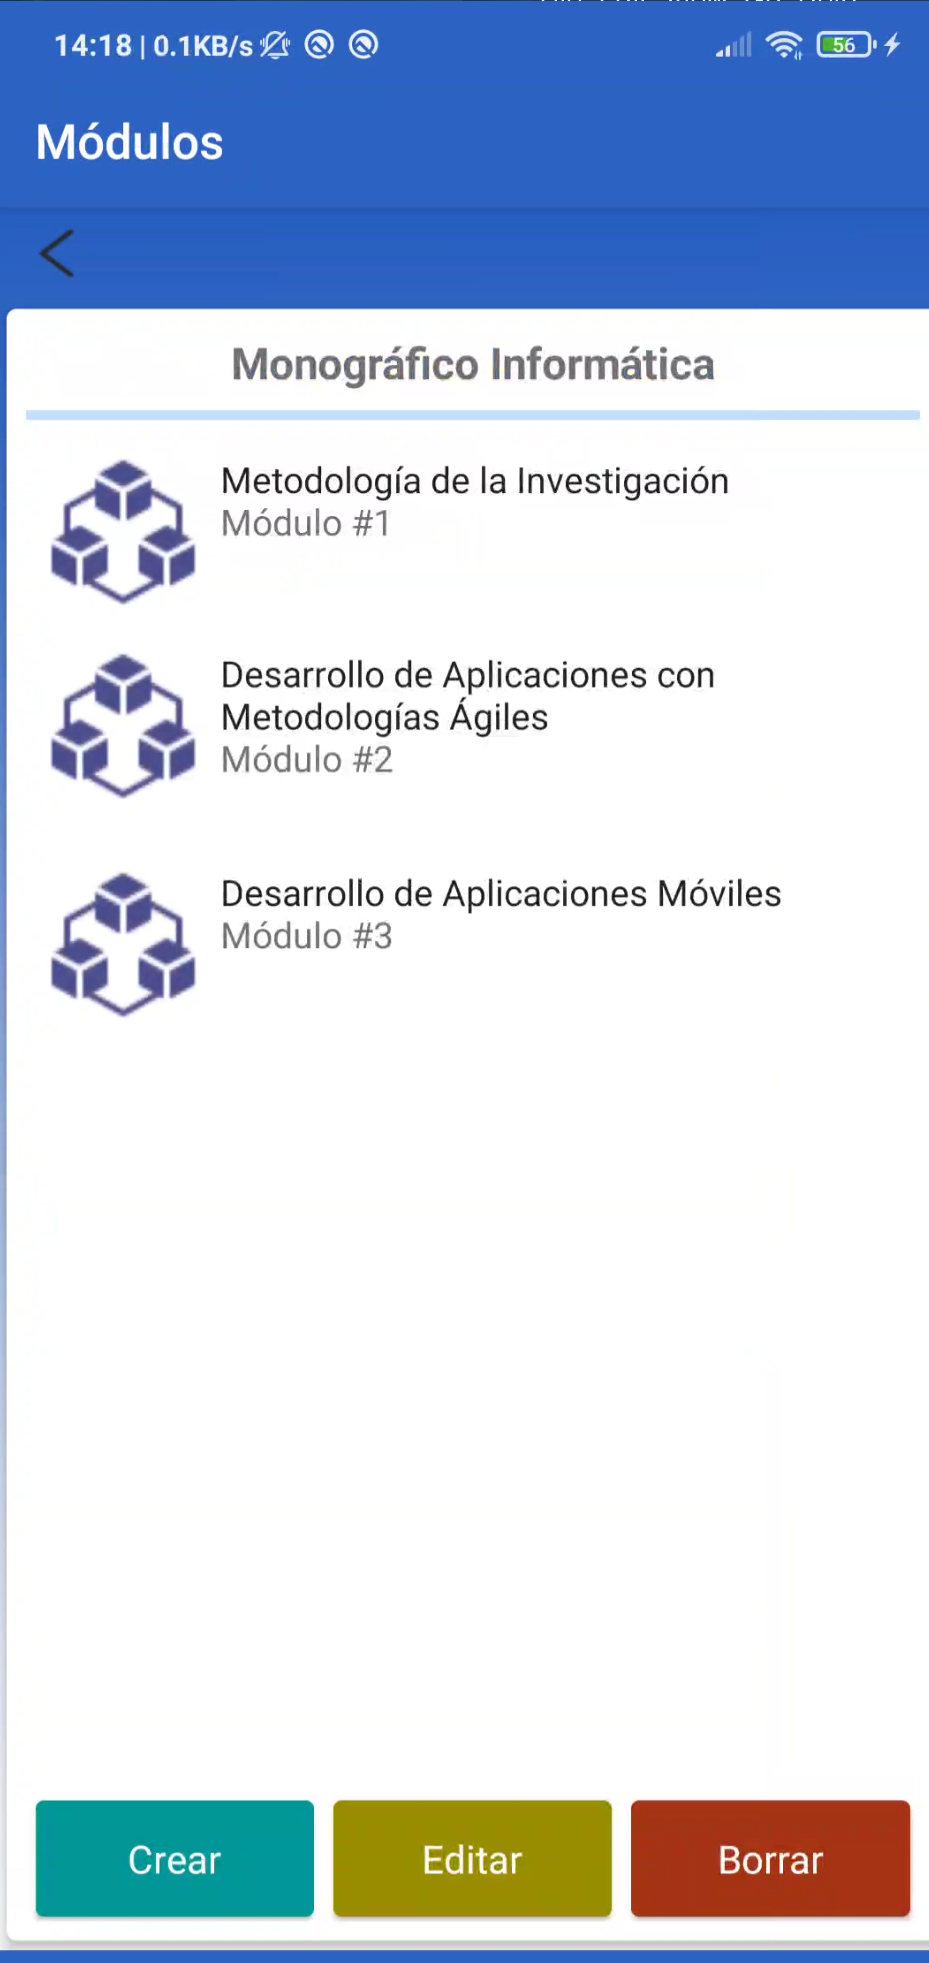 14:18 | 0.1KB/s
56
Módulos
Monográfico Informática
Metodología de la Investigación
Módulo #1
Desarrollo de Aplicaciones con
Metodologías Ágiles
Módulo #2
Desarrollo de Aplicaciones Móviles
Módulo #3
Crear
Editar
Borrar